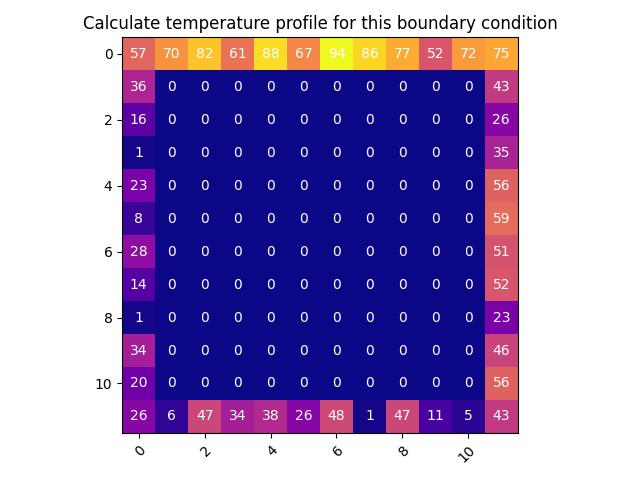 Calculate temperature profile for this boundary condition
0 57 70 82 61 88 67 94 86 77 52 72 75
36 0 0 0 0 0 0 0 0 0 0 43
2 16 0 0 0 0 0 0 0 0 0 0 26
1 0 0 0 0 0 0 0 0 0 0 35
4 23 0 0 0 0 0 0 0 0 0 0 56
8 0 0 0 0 0 0 0 0 0 0 59
6 28 0 0 0 0 0 0 0 0 0 0 51
14 0 0 0 0 0 0 0 0 0 0 52
8 1 0 0 0 0 0 0 0 0 0 0 23
34 0 0 0 0 0 0 0 0 0 0 46
10 20 0 0 0 0 0 0 0 0 0 0 56
26 6 47 34 38 26 48 1 47 11 5 43
0 2 4 6 8 10